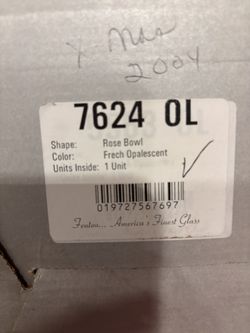 X Mas
2004
7624 OL
Shape: Rose Bowl
Color: Frech Opalescent
Units Inside: 1 Unit
019727567697
Fenton... America's Finest Glass